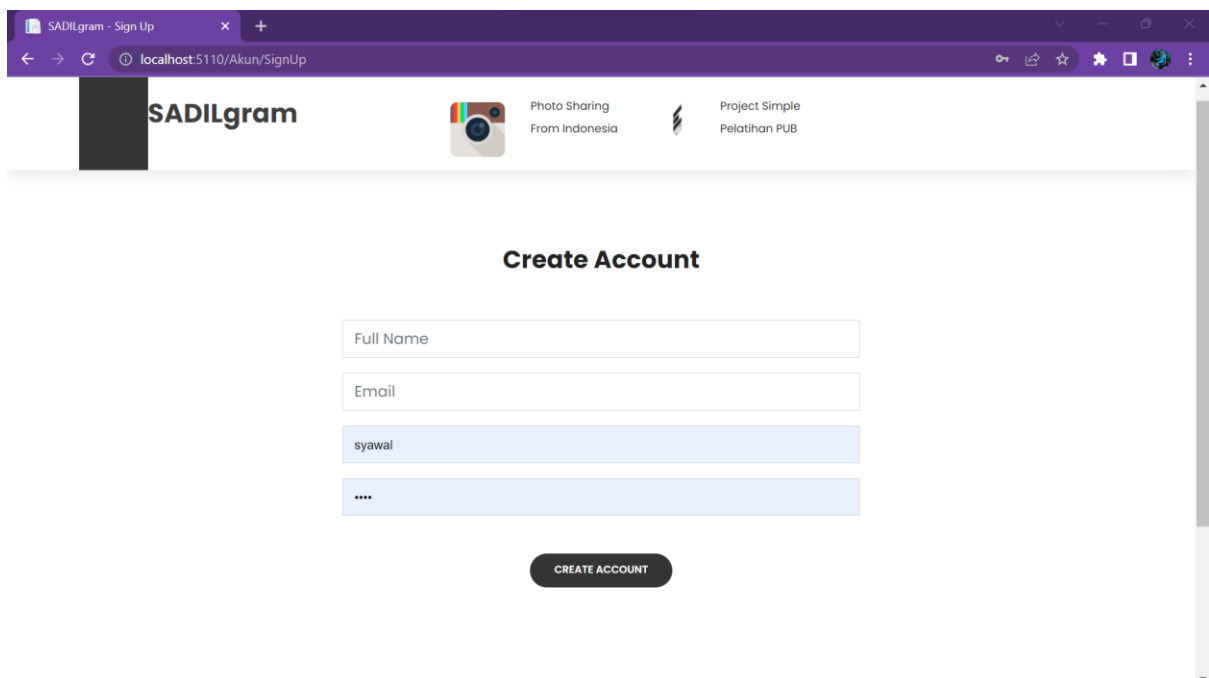 SADILgram - Sign Up
localhost:5110/Akun/SignUp
SADILgram
Photo Sharing
From Indonesia
Project Simple
Pelatihan PUB
Create Account
Full Name
Email
syawal
••••
CREATE ACCOUNT